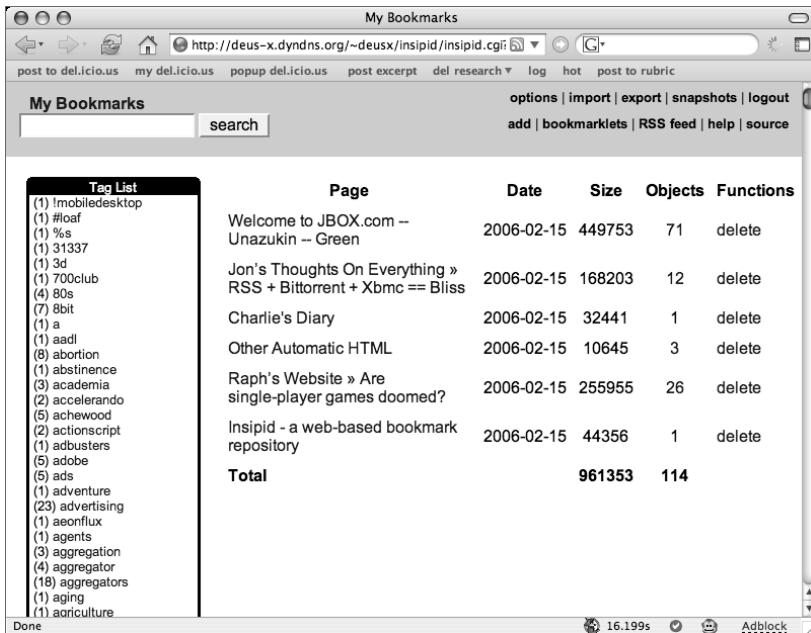 My Bookmarks
http://deus-x.dyndns.org/~deusx/insipid/insipid.cgi?
G
post to del.icio.us my del.icio.us popup del.icio.us post excerpt del research log hot post to rubric
My Bookmarks
search
options | import | export | snapshots | logout
add | bookmarklets | RSS feed | help | source
Tag List
(1) !mobiledesktop
(1) #loaf
(1) %s
(1) 31337
(1) 3d
(1) 700club
(4) 80s
(7) 8bit
(1) a
(1) aadl
(8) abortion
(1) abstinence
(3) academia
(2) accelerando
(5) achewood
(2) actionscript
(1) adbusters
(5) adobe
(5) ads
(1) adventure
(23) advertising
(1) aeonflux
(1) agents
(3) aggregation
(4) aggregator
(18) aggregators
(1) aging
(1) agriculture
Page Date Size Objects Functions
Welcome to JBOX.com --
Unazukin -- Green 2006-02-15 449753 71 delete
Jon's Thoughts On Everything »
RSS + Bittorrent + Xbmc == Bliss 2006-02-15 168203 12 delete
Charlie's Diary 2006-02-15 32441 1 delete
Other Automatic HTML 2006-02-15 10645 3 delete
Raph's Website » Are
single-player games doomed? 2006-02-15 255955 26 delete
Insipid - a web-based bookmark
repository 2006-02-15 44356 1 delete
Total 961353 114
Done 16.199s Adblock